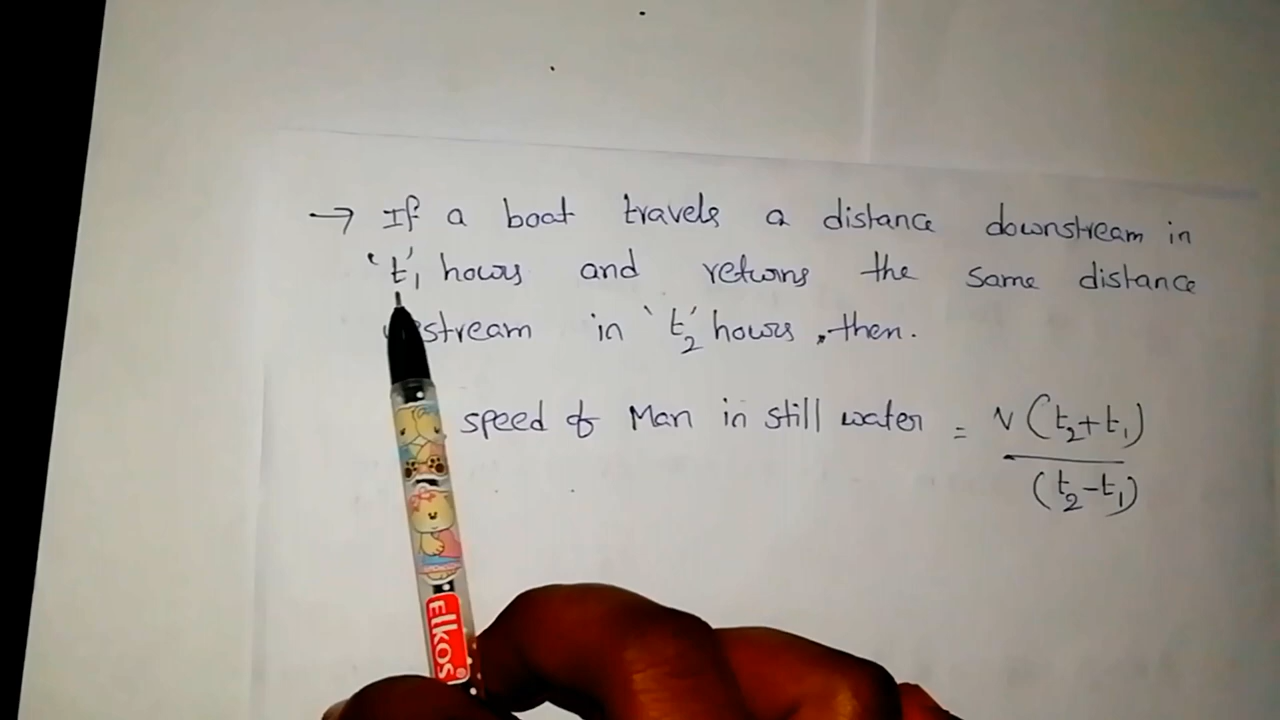 → If a boat travels a distance downstream in
't₁' hours and returns the same distance
stream in 't₂' hours, then.
speed of Man in still water = v(t₂+t₁)
(t₂-t₁)
elkos